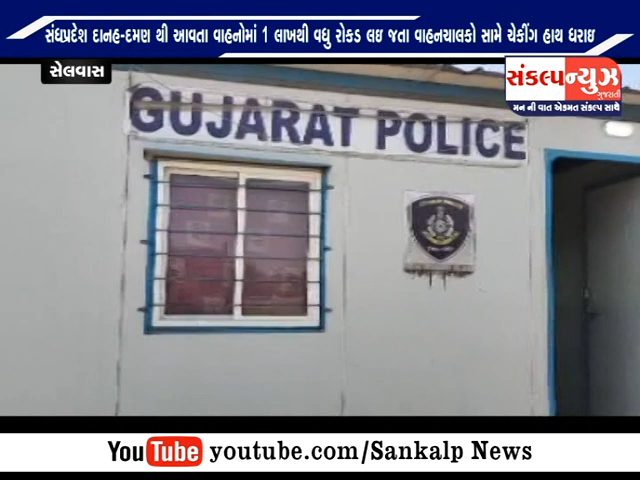 સંઘપ્રદેશ દાનહ-દમણ થી આવતા વાહનોમાં 1 લાખથી વધુ રોકડ લઇ જતા વાહનચાલકો સામે ચેકીંગ હાથ ધરાઇ
સેલવાસ
સંકલ્પ ન્યુઝ
ગુજરાતી
મન ની વાત એકમત સંકલ્પ સાથે
GUJARAT POLICE
YouTube youtube.com/Sankalp News